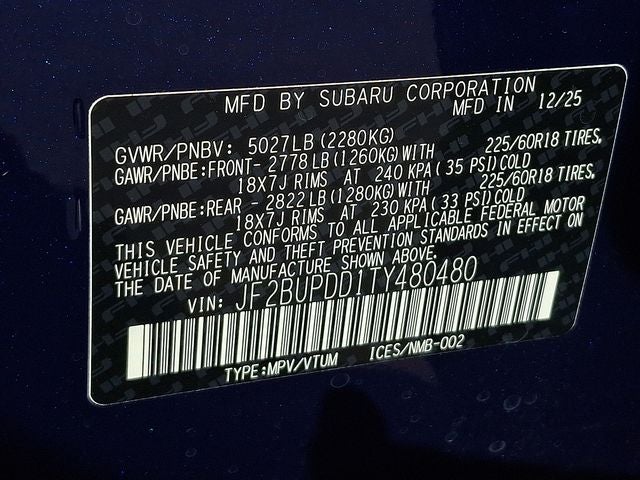 MFD BY SUBARU CORPORATION
MFD IN 12/25
GVWR/PNBV: 5027LB(2280KG)
GAWR/PNBE:FRONT- 2778 LB(1260KG)WITH 225/60R18 TIRES,
18X7J RIMS AT 240 KPA( 35 PSI)COLD
GAWR/PNBE:REAR - 2822 LB(1280KG)WITH 225/60R18 TIRES,
18X7J RIMS AT 230 KPA( 33 PSI)COLD
THIS VEHICLE CONFORMS TO ALL APPLICABLE FEDERAL MOTOR
VEHICLE SAFETY AND THEFT PREVENTION STANDARDS IN EFFECT ON
THE DATE OF MANUFACTURE SHOWN ABOVE.
VIN: JF2BUPDD1TY480480
TYPE:MPV/VTUM ICES/NMB-002